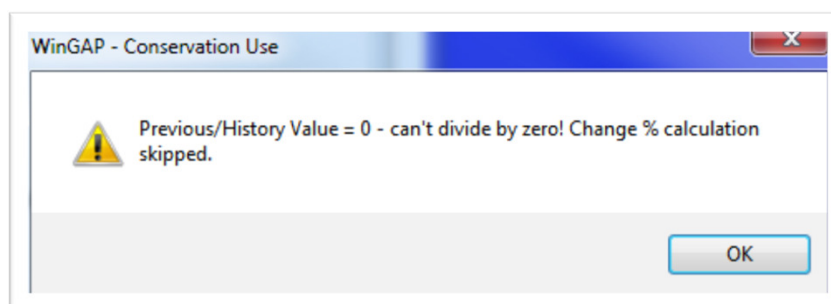 WinGAP - Conservation Use
Previous/History Value = 0 - can't divide by zero! Change % calculation
skipped.
OK